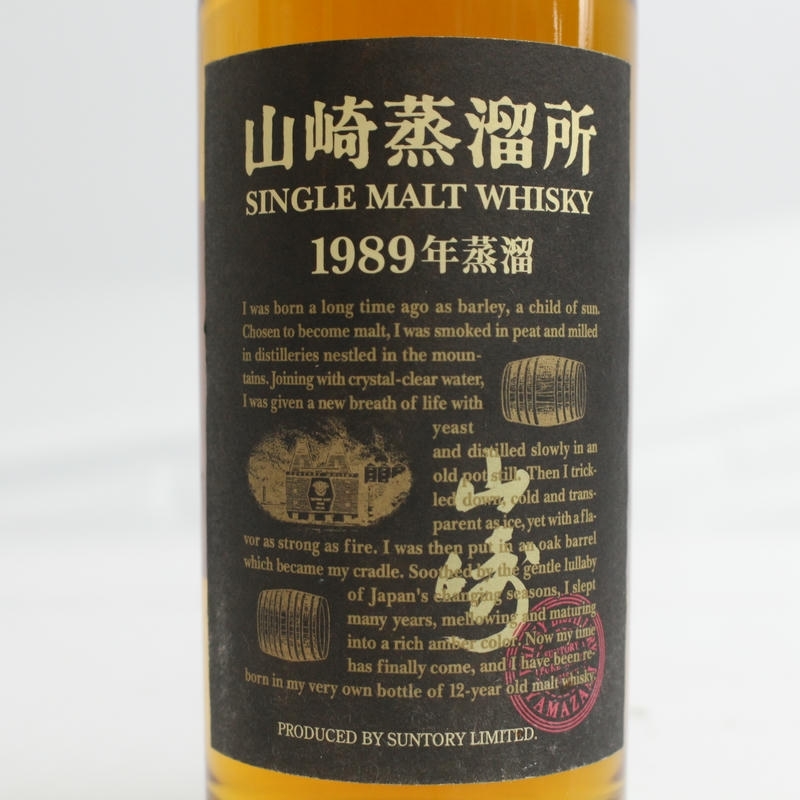 山崎蒸溜所
SINGLE MALT WHISKY
1989年蒸溜
I was born a long time ago as barley, a child of sun.
Chosen to become malt, I was smoked in peat and milled
in distilleries nestled in the moun-
tains. Joining with crystal-clear water,
I was given a new breath of life with
yeast
and distilled slowly in an
old pot still. Then I trick-
led down, cold and trans-
parent as ice, yet with a fla-
vor as strong as fire. I was then put in an oak barrel
which became my cradle. Soothed by the gentle lullaby
of Japan's changing seasons, I slept
many years, mellowing and maturing
into a rich amber color. Now my time
has finally come, and I have been re-
born in my very own bottle of 12-year old malt whisky.
山崎
YAMAZAKI
SUNTORY
PRODUCED BY SUNTORY LIMITED.